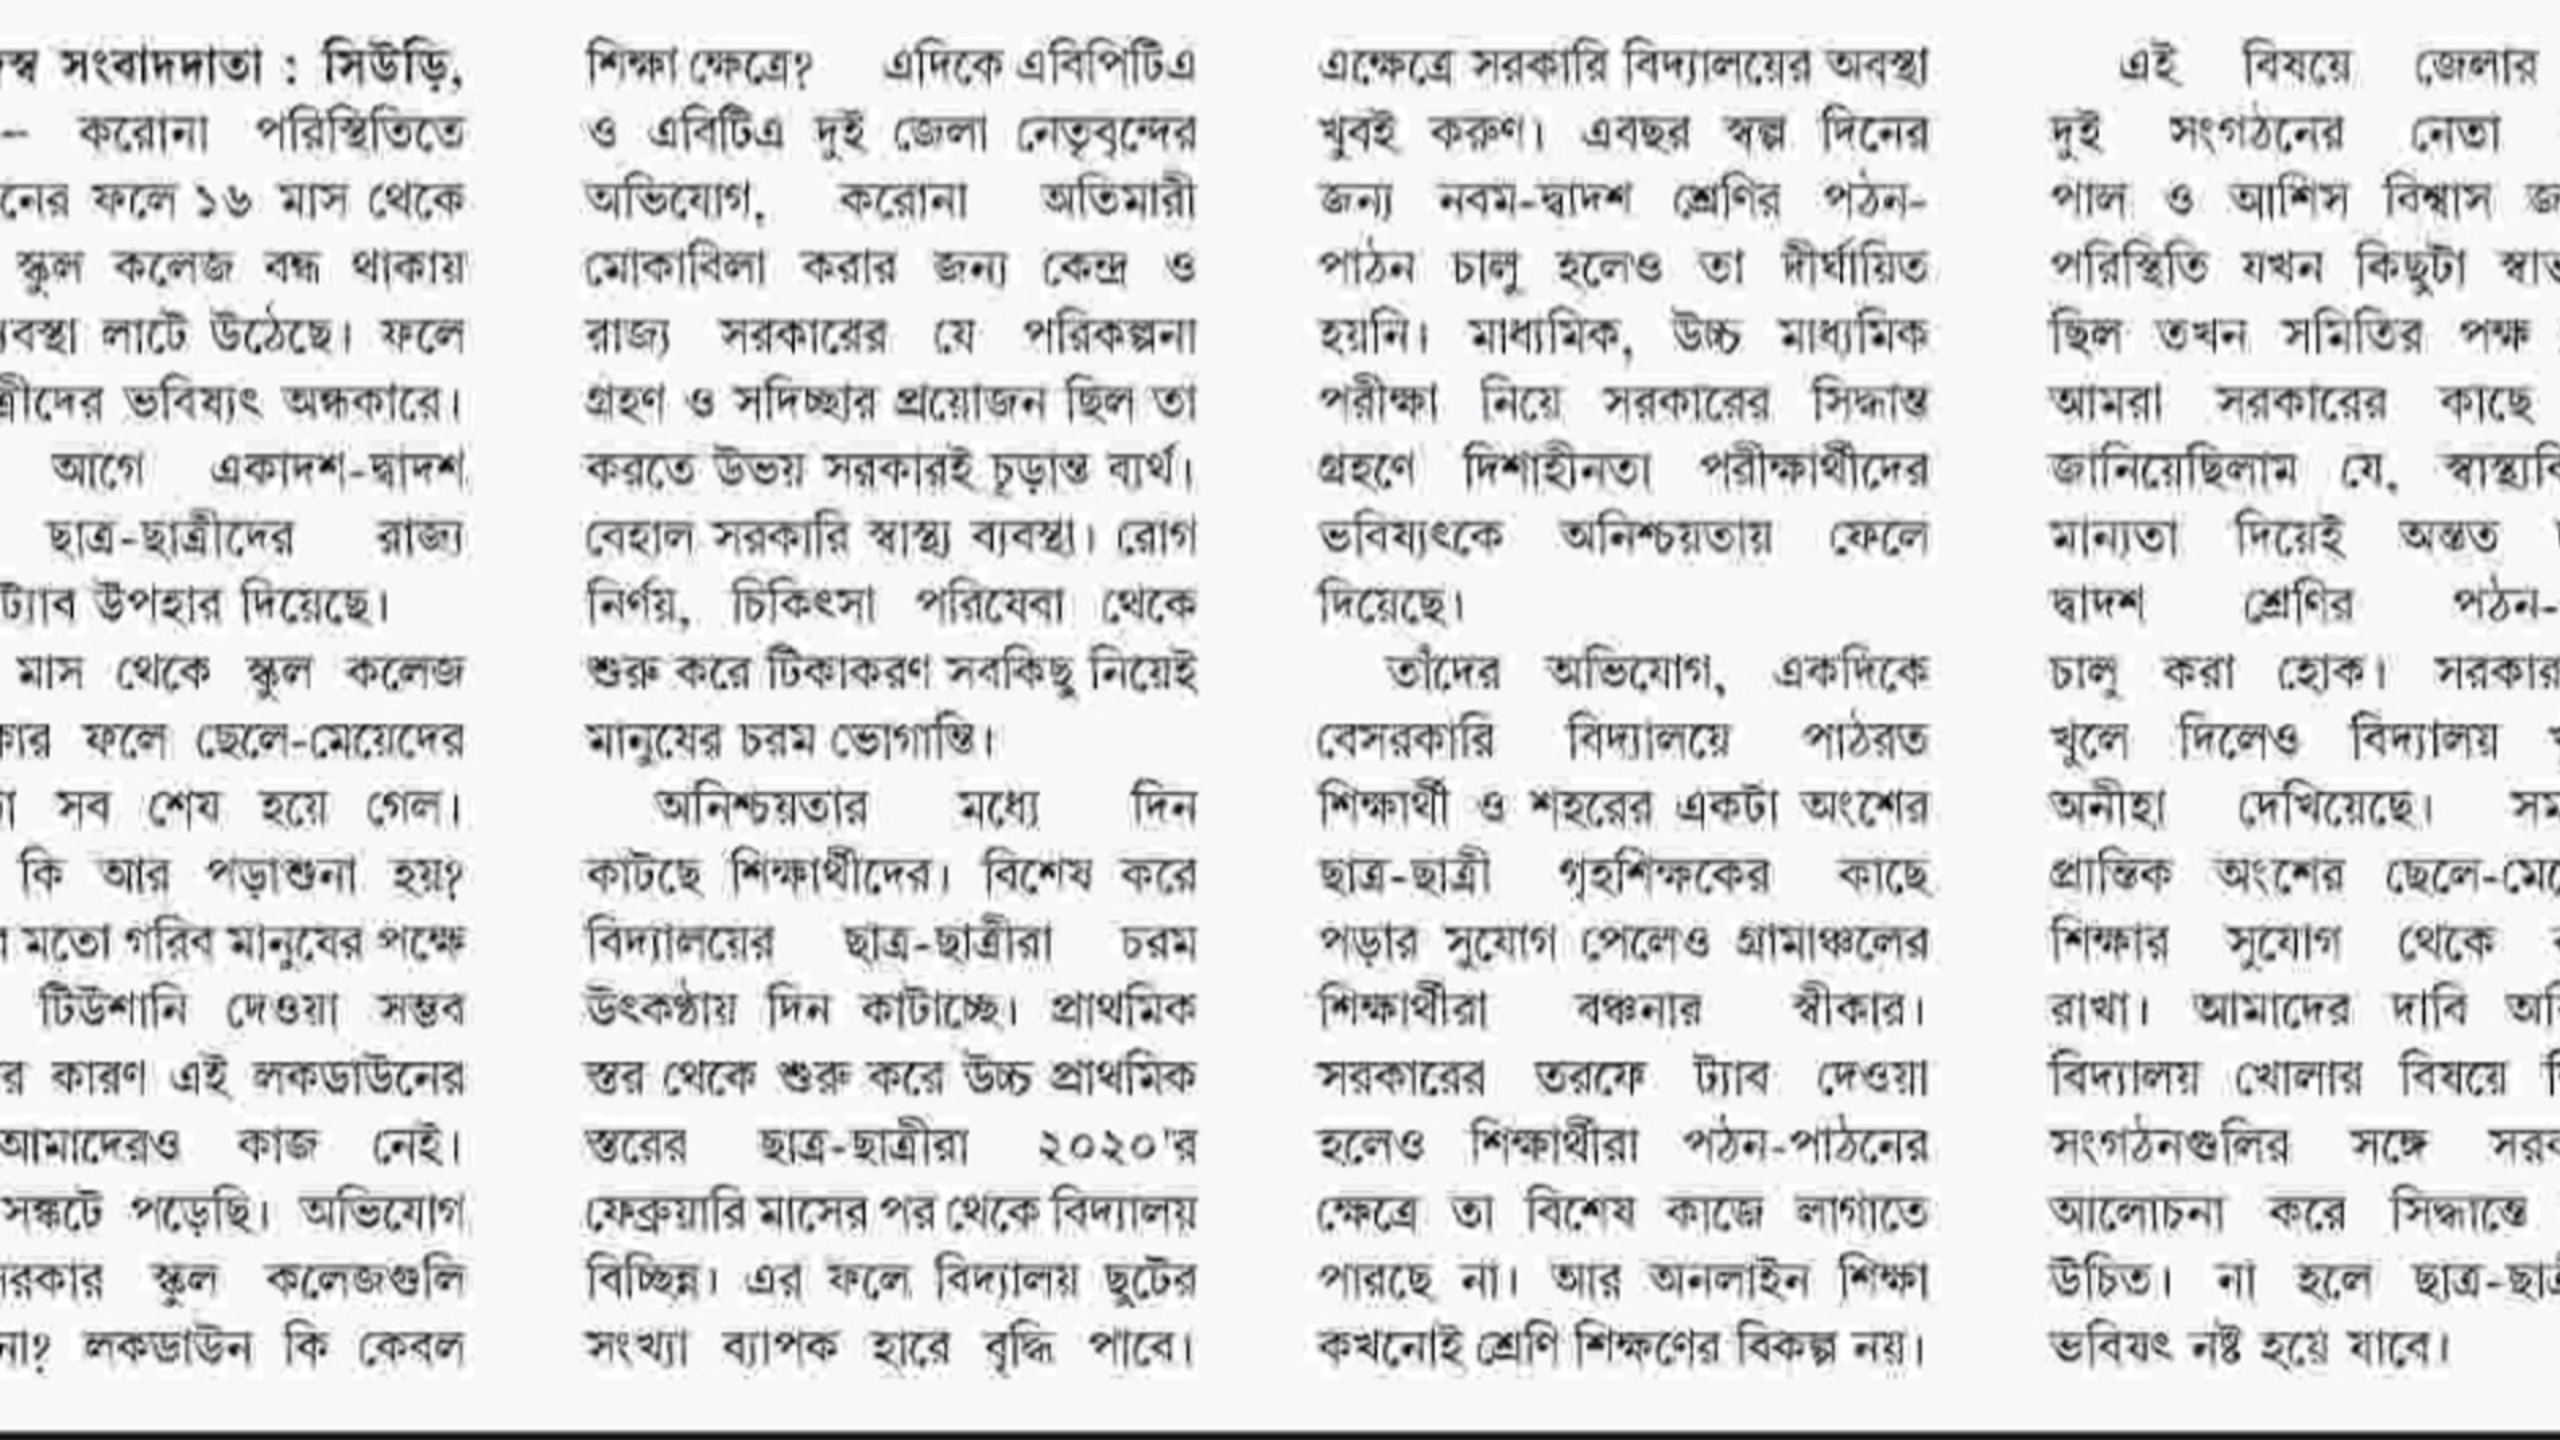 সংবাদদাতা : সিউড়ি,
– করোনা পরিস্থিতিতে
ফলে ১৬ মাস থেকে
স্কুল কলেজ বন্ধ থাকায়
লাটে উঠেছে। ফলে
ভবিষ্যৎ অন্ধকারে।
আগে একাদশ-দ্বাদশ
ছাত্র-ছাত্রীদের রাজ্য
ট্যাব উপহার দিয়েছে।
মাস থেকে স্কুল কলেজ
ফলে ছেলে-মেয়েদের
সব শেষ হয়ে গেল।
কি আর পড়াশুনা হয়?
মতো গরিব মানুষের পক্ষে
টিউশানি দেওয়া সম্ভব
কারণ এই লকডাউনের
আমাদেরও কাজ নেই।
সঙ্কটে পড়েছি। অভিযোগ
স্কুল কলেজগুলি
লকডাউন কি কেবল
শিক্ষা ক্ষেত্রে? এদিকে এবিপিটিএ
ও এবিটিএ দুই জেলা নেতৃবৃন্দের
অভিযোগ, করোনা অতিমারী
মোকাবিলা করার জন্য কেন্দ্র ও
রাজ্য সরকারের যে পরিকল্পনা
গ্রহণ ও সদিচ্ছার প্রয়োজন ছিল তা
করতে উভয় সরকারই চূড়ান্ত ব্যর্থ।
বেহাল সরকারি স্বাস্থ্য ব্যবস্থা। রোগ
নির্ণয়, চিকিৎসা পরিষেবা থেকে
শুরু করে টিকাকরণ সবকিছু নিয়েই
মানুষের চরম ভোগান্তি।
অনিশ্চয়তার মধ্যে দিন
কাটছে শিক্ষার্থীদের। বিশেষ করে
বিদ্যালয়ের ছাত্র-ছাত্রীরা চরম
উৎকণ্ঠায় দিন কাটাচ্ছে। প্রাথমিক
স্তর থেকে শুরু করে উচ্চ প্রাথমিক
স্তরের ছাত্র-ছাত্রীরা ২০২০'র
ফেব্রুয়ারি মাসের পর থেকে বিদ্যালয়
বিচ্ছিন্ন। এর ফলে বিদ্যালয় ছুটের
সংখ্যা ব্যাপক হারে বৃদ্ধি পাবে।
এক্ষেত্রে সরকারি বিদ্যালয়ের অবস্থা
খুবই করুণ। এবছর স্বল্প দিনের
জন্য নবম-দ্বাদশ শ্রেণির পঠন-
পাঠন চালু হলেও তা দীর্ঘায়িত
হয়নি। মাধ্যমিক, উচ্চ মাধ্যমিক
পরীক্ষা নিয়ে সরকারের সিদ্ধান্ত
গ্রহণে দিশাহীনতা পরীক্ষার্থীদের
ভবিষ্যৎকে অনিশ্চয়তায় ফেলে
দিয়েছে।
তাঁদের অভিযোগ, একদিকে
বেসরকারি বিদ্যালয়ে পাঠরত
শিক্ষার্থী ও শহরের একটা অংশের
ছাত্র-ছাত্রী গৃহশিক্ষকের কাছে
পড়ার সুযোগ পেলেও গ্রামাঞ্চলের
শিক্ষার্থীরা বঞ্চনার স্বীকার।
সরকারের তরফে ট্যাব দেওয়া
হলেও শিক্ষার্থীরা পঠন-পাঠনের
ক্ষেত্রে তা বিশেষ কাজে লাগাতে
পারছে না। আর অনলাইন শিক্ষা
কখনোই শ্রেণি শিক্ষণের বিকল্প নয়।
এই বিষয়ে জেলার
দুই সংগঠনের নেতা
পাল ও আশিস বিশ্বাস
পরিস্থিতি যখন কিছুটা
ছিল তখন সমিতির পক্ষ
আমরা সরকারের কাছে
জানিয়েছিলাম যে,
মান্যতা দিয়েই অন্তত
দ্বাদশ শ্রেণির পঠন-
চালু করা হোক। সরকার
খুলে দিলেও বিদ্যালয়
অনীহা দেখিয়েছে।
প্রান্তিক অংশের
শিক্ষার সুযোগ থেকে
রাখা। আমাদের দাবি
বিদ্যালয় খোলার বিষয়ে
সংগঠনগুলির সঙ্গে
আলোচনা করে সিদ্ধান্তে
উচিত। না হলে
ভবিষৎ নষ্ট হয়ে যাবে।